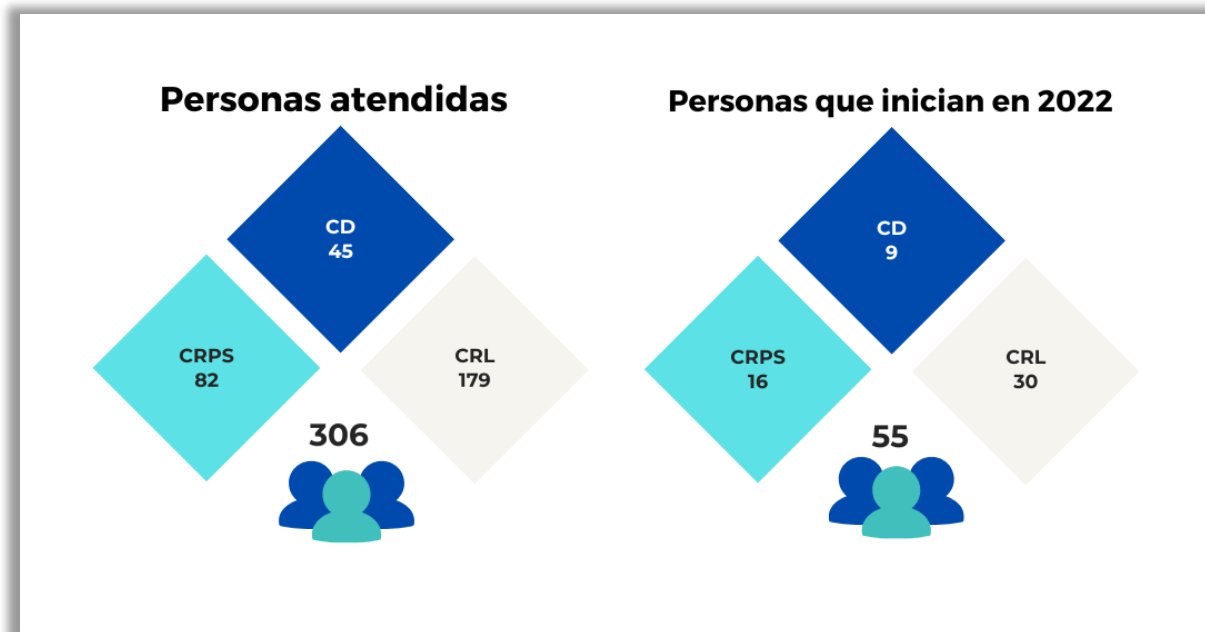 Personas atendidas
CD
45
CRPS
82
CRL
179
306
Personas que inician en 2022
CD
9
CRPS
16
CRL
30
55